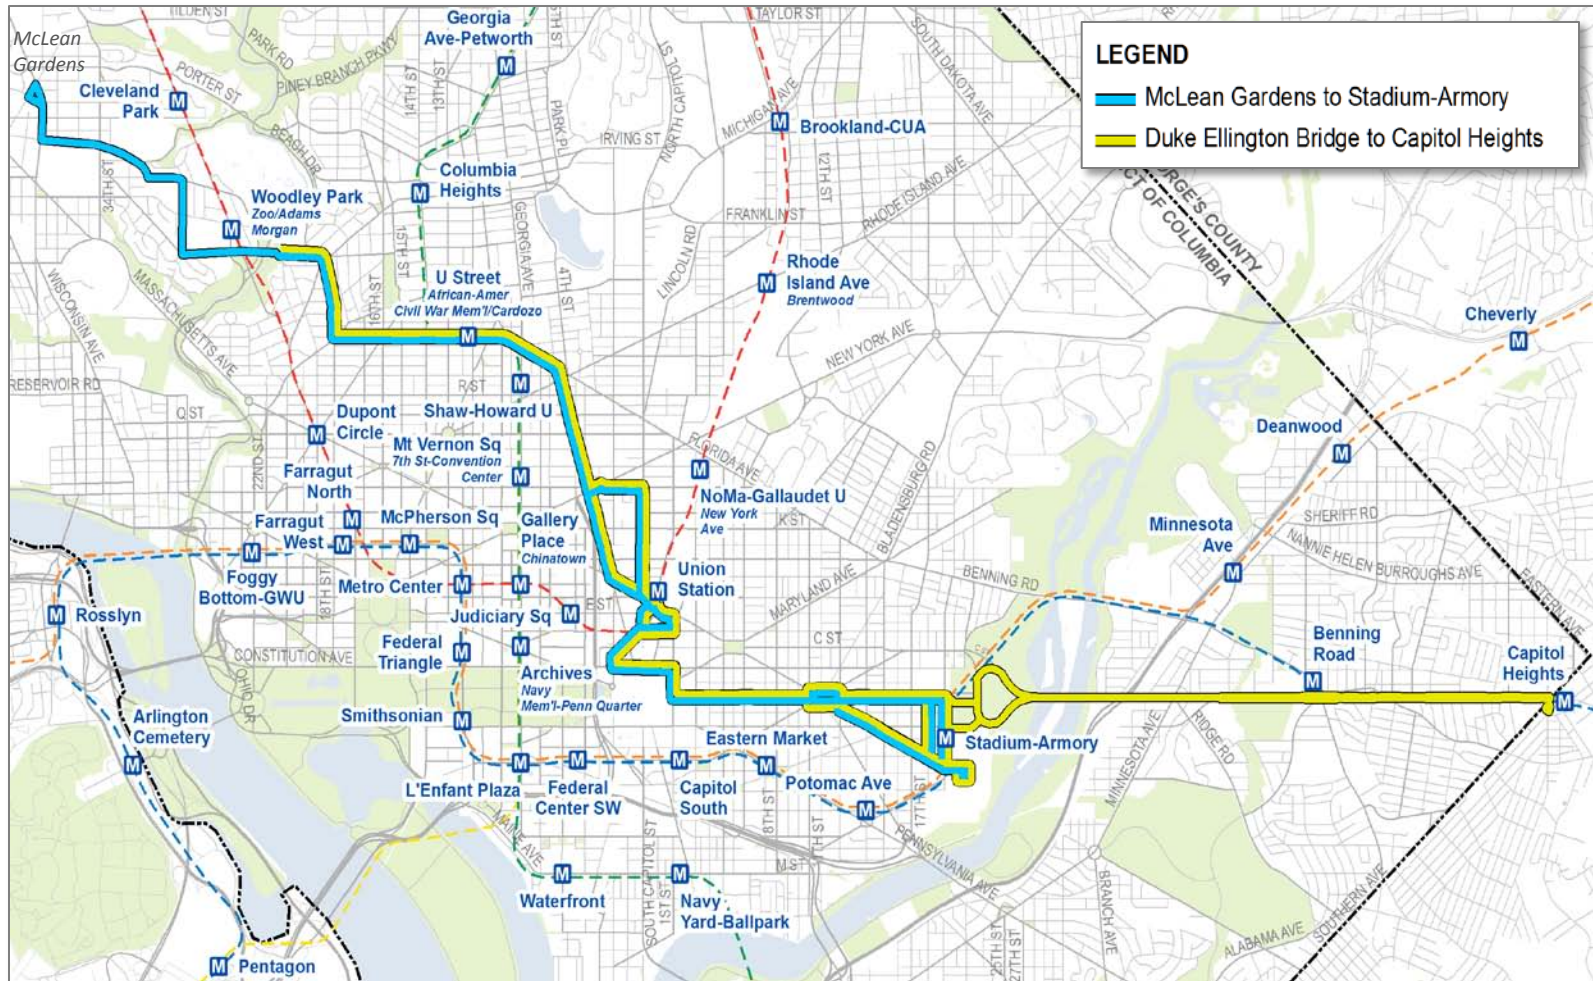 TILDEN ST
Georgia
Ave-Petworth
TAYLOR ST
McLean
Gardens
PARK RD
PINEY BRANCH PKWY
14TH ST
13TH ST
SOUTH DAKOTA AVE
NORTH CAPITOL ST
LEGEND
McLean Gardens to Stadium-Armory
Duke Ellington Bridge to Capitol Heights
PORTER ST
Cleveland
Park
M
BEACH DR
PARK PL
IRVING ST
MICHIGAN AVE
Brookland-CUA
34TH ST
Columbia
Heights
12TH ST
RHODE ISLAND AVE
Woodley Park
Zoo/Adams
Morgan
GEORGIA AVE
FRANKLIN ST
15TH ST
16TH ST
4TH ST
LINCOLN RD
GEORGE'S COUNTY
DISTRICT OF COLUMBIA
WISCONSIN AVE
MASSACHUSETTS AVE
U Street
African-Amer
Civil War Mem'l/Cardozo
Rhode
Island Ave
Brentwood
Cheverly
NEW YORK AVE
RESERVOIR RD
R ST
Q ST
Shaw-Howard U
Dupont
Circle
22ND ST
Mt Vernon Sq
7th St-Convention
Center
FLORIDA AVE
BLADENSBURG RD
Deanwood
Farragut
North
NoMa-Gallaudet U
New York
Ave
K ST
Farragut
West
McPherson Sq
Gallery
Place
Chinatown
Minnesota
Ave
SHERIFF RD
NANNIE HELEN BURROUGHS AVE
EASTERN AVE
Foggy
Bottom-GWU
18TH ST
Metro Center
Union
Station
MARYLAND AVE
BENNING RD
Rosslyn
Judiciary Sq
E ST
C ST
CONSTITUTION AVE
Federal
Triangle
Archives
Navy
Mem'l-Penn Quarter
Benning
Road
Capitol
Heights
OHIO DR
Arlington
Cemetery
Smithsonian
Eastern Market
Stadium-Armory
MINNESOTA AVE
RIDGE RD
L'Enfant Plaza
Federal
Center SW
Capitol
South
8TH ST
Potomac Ave
17TH ST
MAINE AVE
M ST
PENNSYLVANIA AVE
Waterfront
SOUTH CAPITOL ST
1ST ST
Navy
Yard-Ballpark
BRANCH AVE
25TH ST
27TH ST
ALABAMA AVE
SOUTHERN AVE
Pentagon